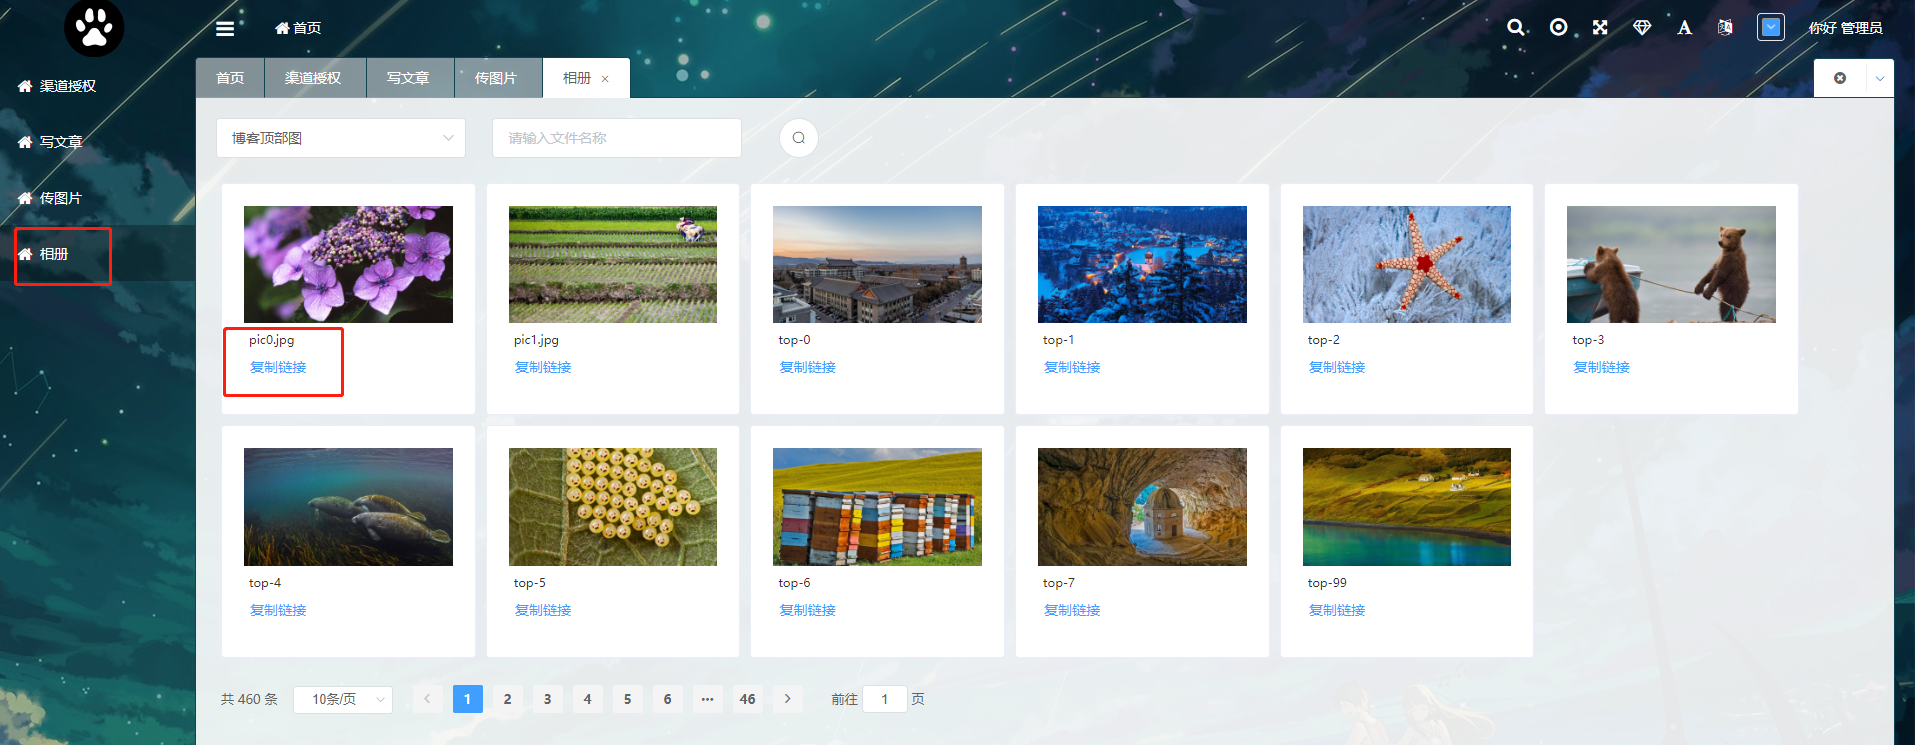 首页
你好 管理员
渠道授权
写文章
传图片
相册
首页 渠道授权 写文章 传图片 相册 ×
博客顶部图
请输入文件名称
pic0.jpg
复制链接
pic1.jpg
复制链接
top-0
复制链接
top-1
复制链接
top-2
复制链接
top-3
复制链接
top-4
复制链接
top-5
复制链接
top-6
复制链接
top-7
复制链接
top-99
复制链接
共 460 条 10条/页 1 2 3 4 5 6 ··· 46 前往 1 页